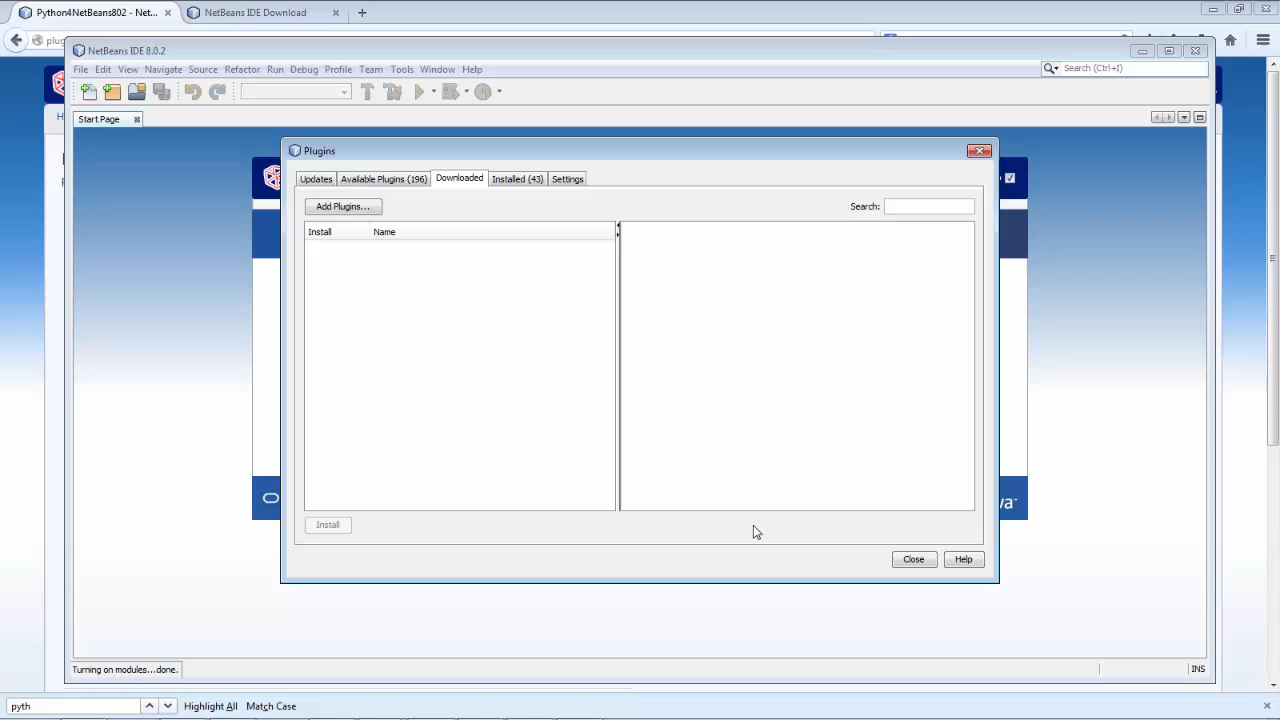 Python4NetBeans802 - Net...
NetBeans IDE Download
plug
NetBeans IDE 8.0.2
File Edit View Navigate Source Refactor Run Debug Profile Team Tools Window Help
Search (Ctrl+I)
Start Page
Plugins
Updates
Available Plugins (196)
Downloaded
Installed (43)
Settings
Add Plugins...
Search:
Install
Name
Install
Close
Help
Turning on modules...done.
INS
pyth
Highlight All
Match Case